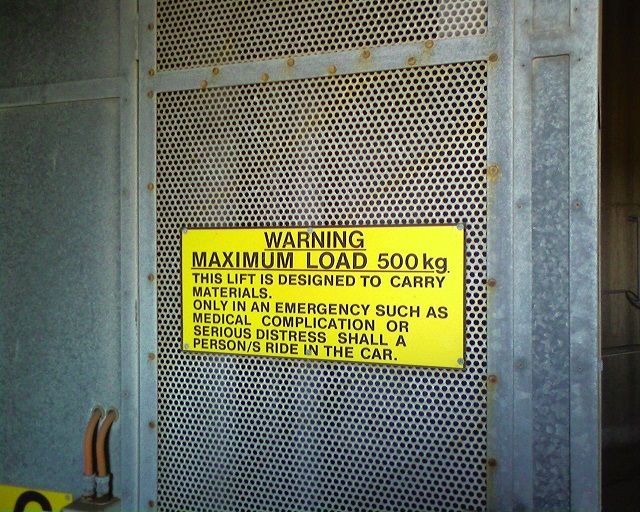 WARNING
MAXIMUM LOAD 500kg
THIS LIFT IS DESIGNED TO CARRY
MATERIALS.
ONLY IN AN EMERGENCY SUCH AS
MEDICAL COMPLICATION OR
SERIOUS DISTRESS SHALL A
PERSON/S RIDE IN THE CAR.